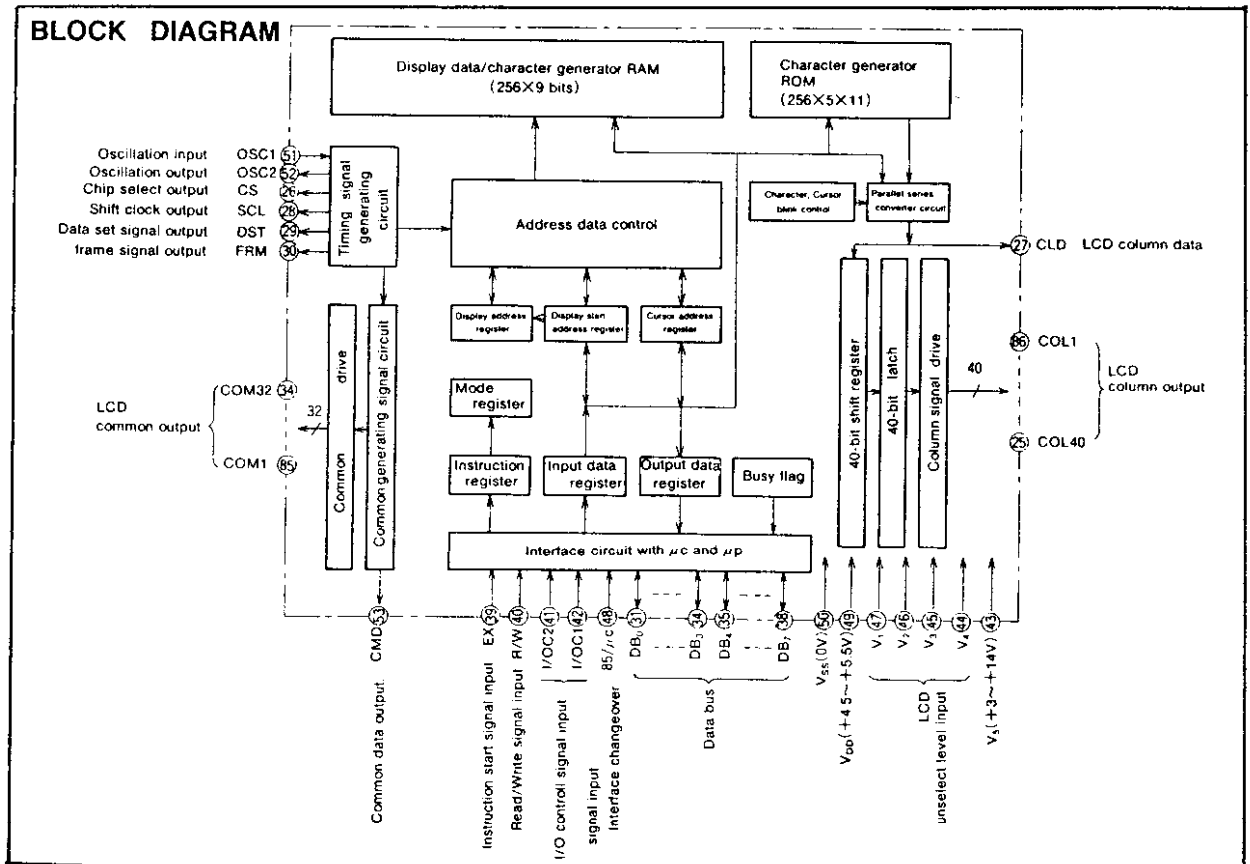 BLOCK DIAGRAM
Display data/character generator RAM
(256×9 bits)
Character generator
ROM
(256×5×11)
Oscillation input OSC1 51
Oscillation output OSC2 52
Chip select output CS 26
Shift clock output SCL 28
Data set signal output DST 29
frame signal output FRM 30
Timing signal
generating
circuit
Address data control
Character, Cursor
blink control
Parallet series
converter circuit
27 CLD LCD column data
Display address
register
Display start
address register
Cursor address
register
Common drive
Common generating signal circuit
40-bit shift register
40-bit latch
Column signal drive
40
86 COL1
LCD
column output
25 COL40
COM32 34
LCD
common output
COM1 85
32
Mode
register
Instruction
register
Input data
register
Output data
register
Busy flag
Interface circuit with μc and μp
53
39
40
41
42
48
31
34
35
38
50
49
47
46
45
44
43
CMD
EX
R/W
I/OC2
I/OC1
85/μc
DB0
DB3
DB4
DB7
VSS(0V)
VDD(+4.5~+5.5V)
V1
V2
V3
V4
V5(+3~+14V)
Common data output
Instruction start signal input
Read/Write signal input
I/O controll signal input
signal input
Interface changeover
Data bus
LCD
unselect level input